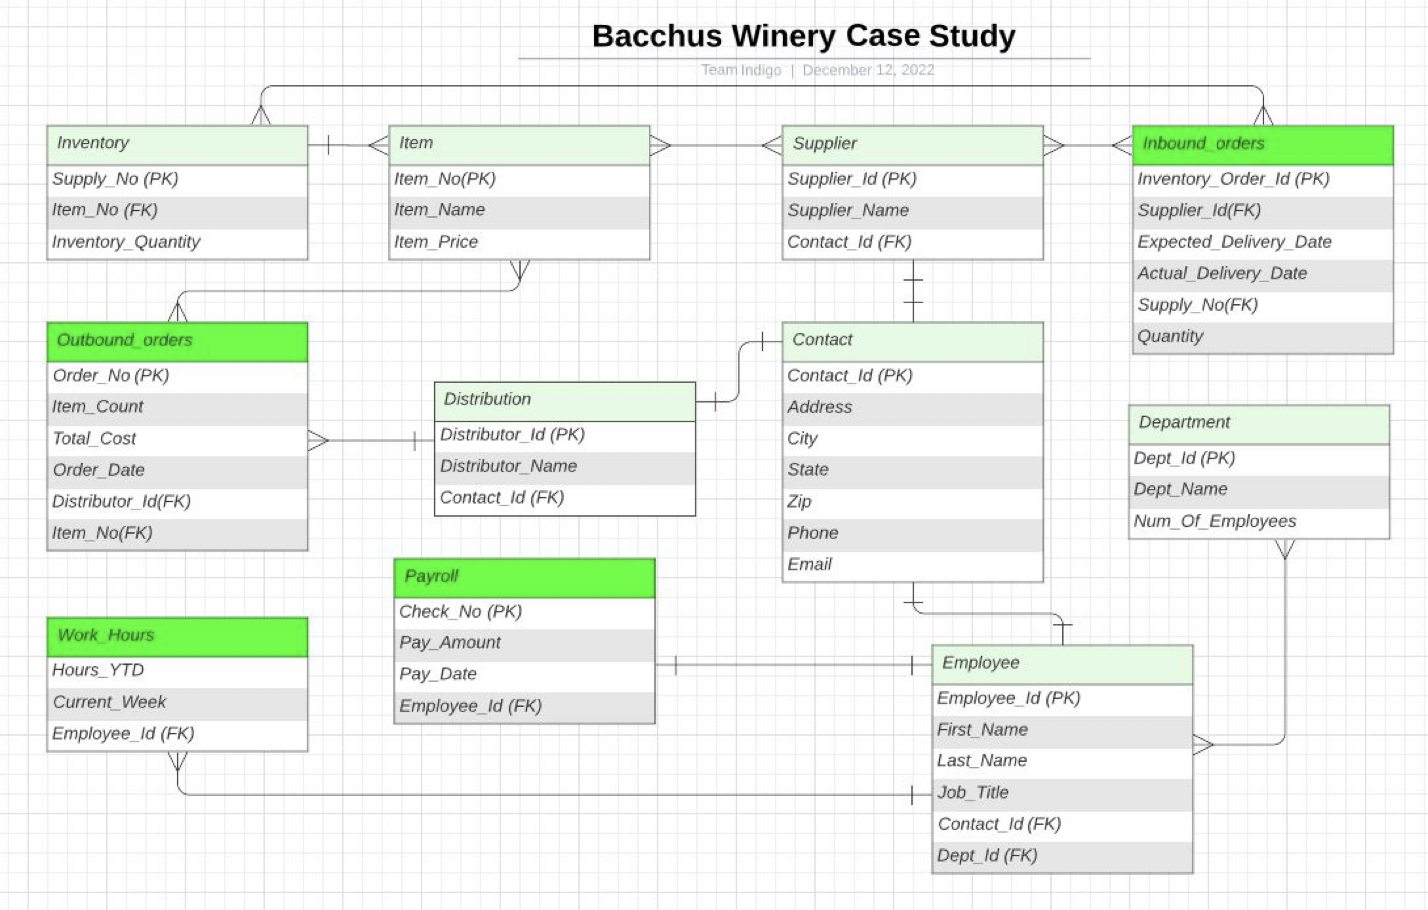 Bacchus Winery Case Study
Team Indigo | December 12, 2022
Inventory
Supply_No (PK)
Item_No (FK)
Inventory_Quantity
Item
Item_No(PK)
Item_Name
Item_Price
Supplier
Supplier_Id (PK)
Supplier_Name
Contact_Id (FK)
Inbound_orders
Inventory_Order_Id (PK)
Supplier_Id(FK)
Expected_Delivery_Date
Actual_Delivery_Date
Supply_No(FK)
Quantity
Outbound_orders
Order_No (PK)
Item_Count
Total_Cost
Order_Date
Distributor_Id(FK)
Item_No(FK)
Distribution
Distributor_Id (PK)
Distributor_Name
Contact_Id (FK)
Contact
Contact_Id (PK)
Address
City
State
Zip
Phone
Email
Department
Dept_Id (PK)
Dept_Name
Num_Of_Employees
Payroll
Check_No (PK)
Pay_Amount
Pay_Date
Employee_Id (FK)
Work_Hours
Hours_YTD
Current_Week
Employee_Id (FK)
Employee
Employee_Id (PK)
First_Name
Last_Name
Job_Title
Contact_Id (FK)
Dept_Id (FK)